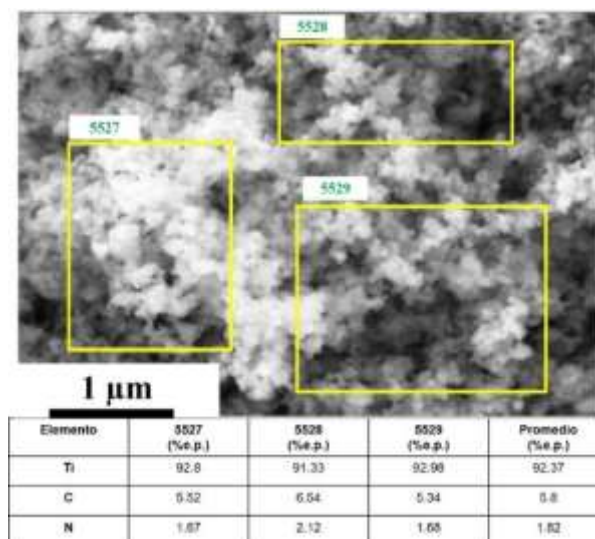 5528
5527
5529
1 µm
Elemento 5527 (%e.p.) 5528 (%e.p.) 5529 (%e.p.) Promedio (%e.p.)
Ti 92.8 91.33 92.98 92.37
C 5.52 6.54 5.34 5.8
N 1.67 2.12 1.68 1.82